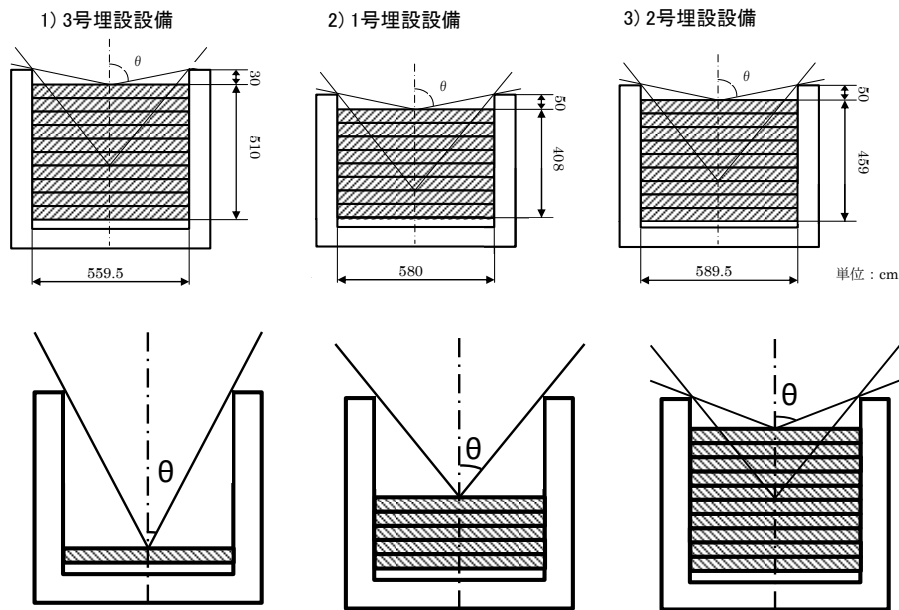 1) 3号埋設設備
2) 1号埋設設備
3) 2号埋設設備
θ
30
510
559.5
θ
50
408
580
θ
50
459
589.5
単位：cm
θ
θ
θ